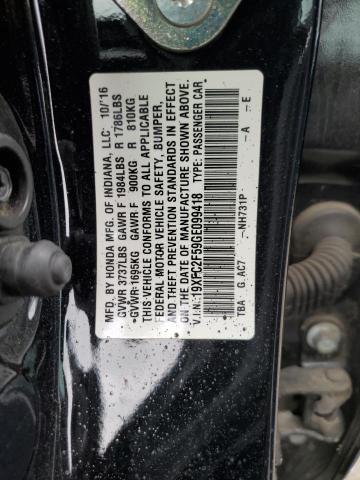 MFD. BY HONDA MFG. OF INDIANA, LLC. 10/16
GVWR 3737LBS GAWR F 1984LBS R 1786LBS
*GVWR*1695KG GAWR F 900KG R 810KG
THIS VEHICLE CONFORMS TO ALL APPLICABLE
FEDERAL MOTOR VEHICLE SAFETY, BUMPER,
AND THEFT PREVENTION STANDARDS IN EFFECT
ON THE DATE OF MANUFACTURE SHOWN ABOVE.
V.I.N.: 19XFC2F59GE099418 TYPE: PASSENGER CAR
NH731P - A - E
TBA G.AC7